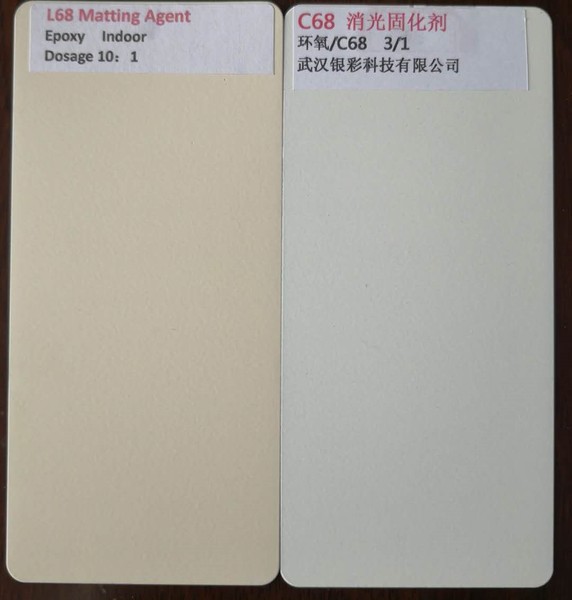 L68 Matting Agent
Epoxy Indoor
Dosage 10：1
C68 消光固化剂
环氧/C68 3/1
武汉银彩科技有限公司